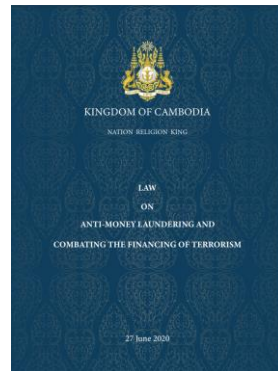 KINGDOM OF CAMBODIA
NATION RELIGION KING
LAW
ON
ANTI-MONEY LAUNDERING AND
COMBATING THE FINANCING OF TERRORISM
27 June 2020